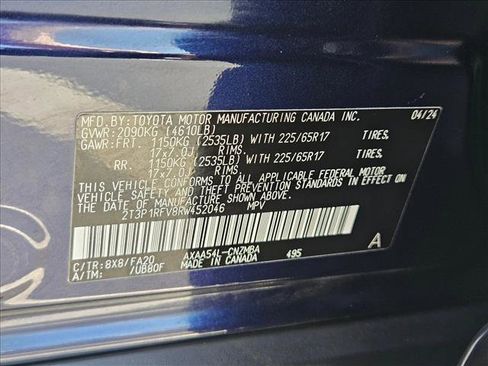 MFD.BY:TOYOTA MOTOR MANUFACTURING CANADA INC. 04/24
GVWR:2090KG (4610LB)
GAWR:FRT. 1150KG (2535LB) WITH 225/65R17 TIRES,
17x7.0J RIMS.
RR. 1150KG (2535LB) WITH 225/65R17 TIRES,
17x7.0J RIMS.
THIS VEHICLE CONFORMS TO ALL APPLICABLE FEDERAL MOTOR
VEHICLE SAFETY AND THEFT PREVENTION STANDARDS IN EFFECT
ON THE DATE OF MANUFACTURE SHOWN ABOVE.
2T3P1RFV8RW452046 MPV
C/TR:8X8/FA20 AXAA54L-CNZMBA 495 A
A/TM: /UB80F MADE IN CANADA